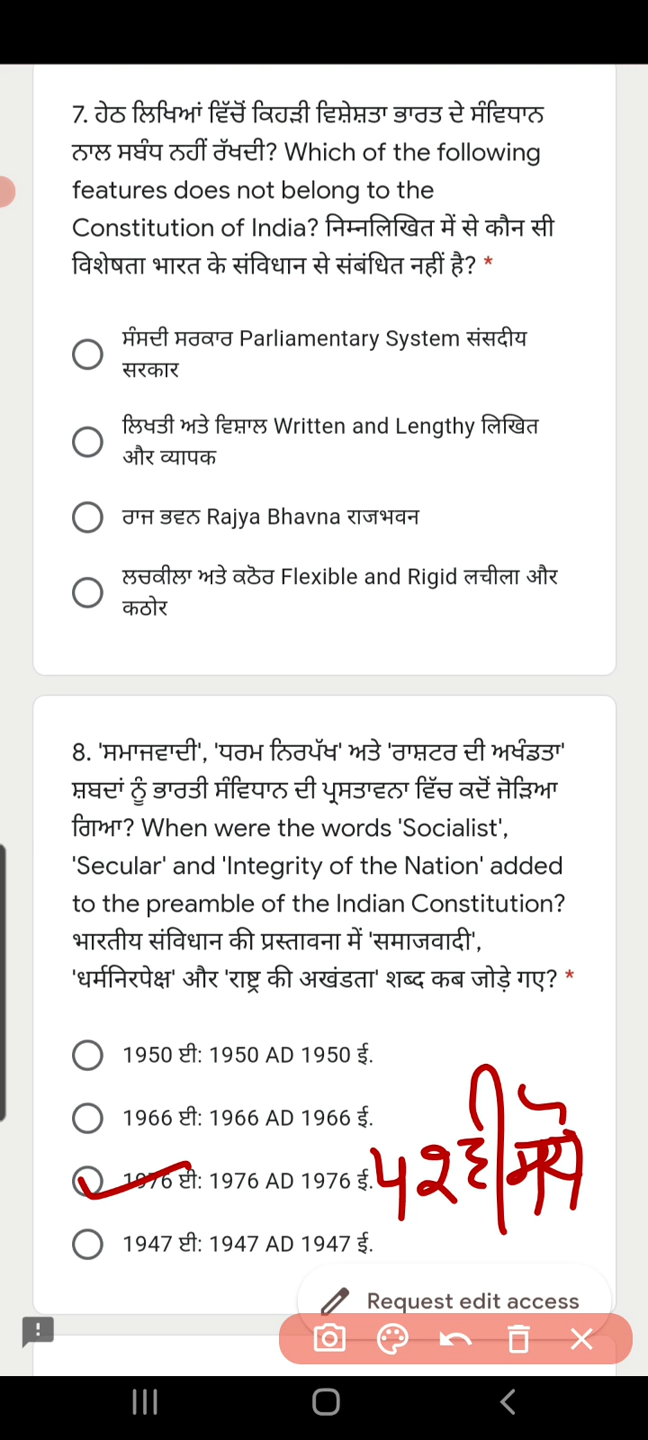 7. ਹੇਠ ਲਿਖਿਆਂ ਵਿੱਚੋਂ ਕਿਹੜੀ ਵਿਸ਼ੇਸ਼ਤਾ ਭਾਰਤ ਦੇ ਸੰਵਿਧਾਨ
ਨਾਲ ਸਬੰਧ ਨਹੀਂ ਰੱਖਦੀ? Which of the following
features does not belong to the
Constitution of India? निम्नलिखित में से कौन सी
विशेषता भारत के संविधान से संबंधित नहीं है? *
ਸੰਸਦੀ ਸਰਕਾਰ Parliamentary System संसदीय
सरकार
ਲਿਖਤੀ ਅਤੇ ਵਿਸ਼ਾਲ Written and Lengthy लिखित
और व्यापक
ਰਾਜ ਭਵਨ Rajya Bhavna राजभवन
ਲਚਕੀਲਾ ਅਤੇ ਕਠੋਰ Flexible and Rigid लचीला और
कठोर
8. 'ਸਮਾਜਵਾਦੀ', 'ਧਰਮ ਨਿਰਪੱਖ' ਅਤੇ 'ਰਾਸ਼ਟਰ ਦੀ ਅਖੰਡਤਾ'
ਸ਼ਬਦਾਂ ਨੂੰ ਭਾਰਤੀ ਸੰਵਿਧਾਨ ਦੀ ਪ੍ਰਸਤਾਵਨਾ ਵਿੱਚ ਕਦੋਂ ਜੋੜਿਆ
ਗਿਆ? When were the words 'Socialist',
'Secular' and 'Integrity of the Nation' added
to the preamble of the Indian Constitution?
भारतीय संविधान की प्रस्तावना में 'समाजवादी',
'धर्मनिरपेक्ष' और 'राष्ट्र की अखंडता' शब्द कब जोड़े गए? *
1950 ਈ: 1950 AD 1950 ई.
1966 ਈ: 1966 AD 1966 ई.
1976 ਈ: 1976 AD 1976 ई.
1947 ਈ: 1947 AD 1947 ई.
Request edit access